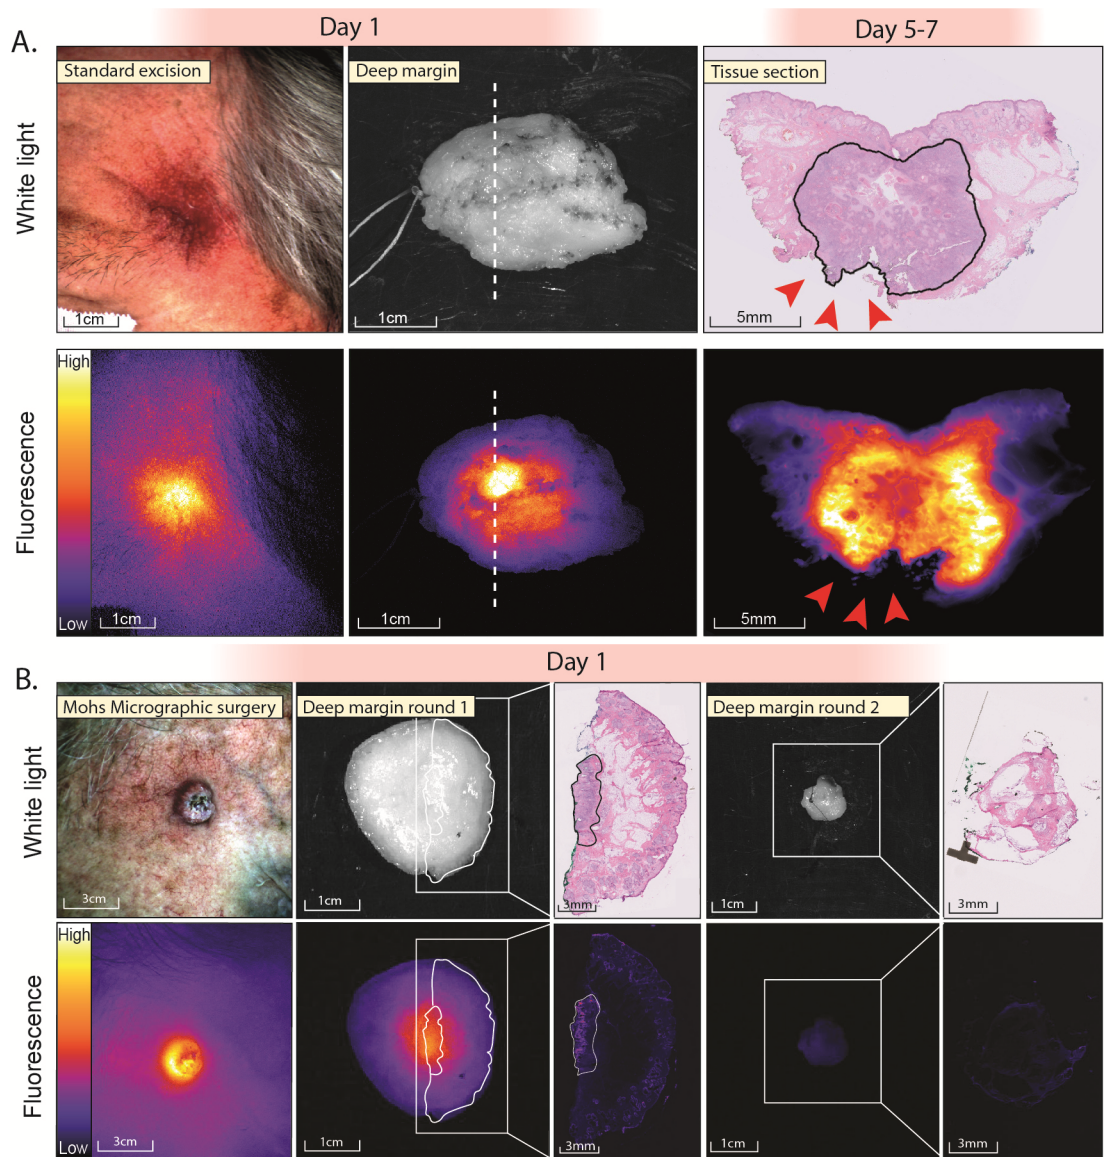 Day 1
Day 5-7
A.
White light
Standard excision
1cm
Deep margin
1cm
Tissue section
5mm
Fluorescence
High
Low
1cm
1cm
5mm
Day 1
B.
White light
Mohs Micrographic surgery
3cm
Deep margin round 1
1cm
3mm
Deep margin round 2
1cm
3mm
Fluorescence
High
Low
3cm
1cm
3mm
1cm
3mm